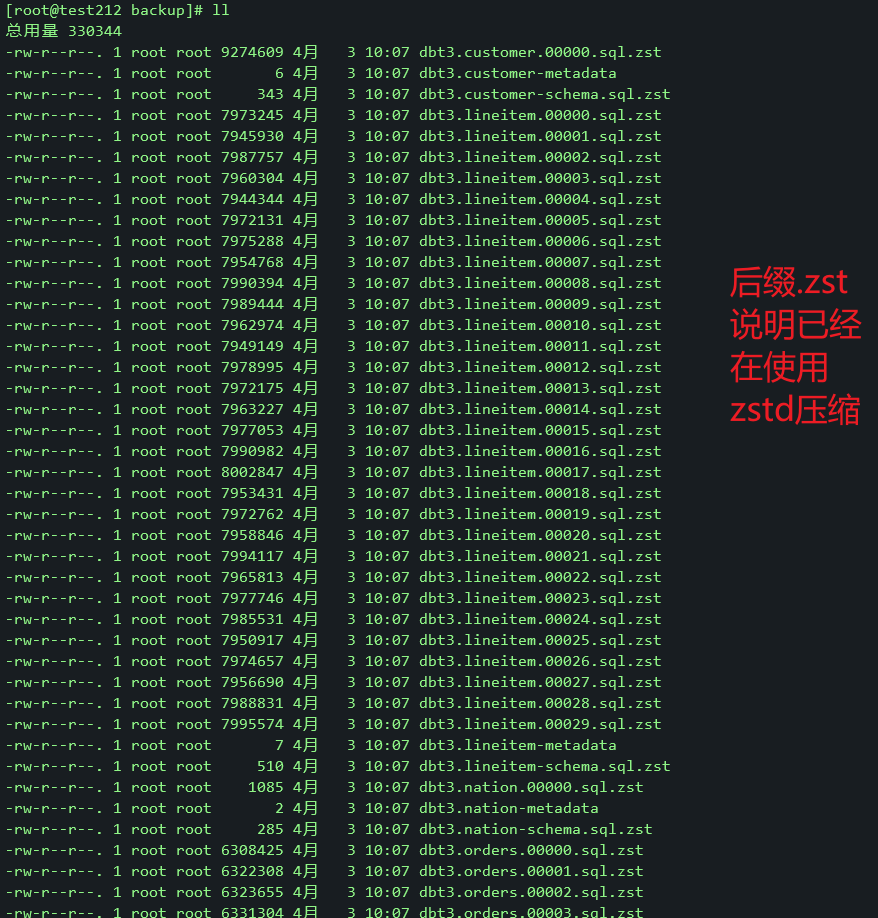 [root@test212 backup]# ll
总用量 330344
-rw-r--r--. 1 root root 9274609 4月   3 10:07 dbt3.customer.00000.sql.zst
-rw-r--r--. 1 root root       6 4月   3 10:07 dbt3.customer-metadata
-rw-r--r--. 1 root root     343 4月   3 10:07 dbt3.customer-schema.sql.zst
-rw-r--r--. 1 root root 7973245 4月   3 10:07 dbt3.lineitem.00000.sql.zst
-rw-r--r--. 1 root root 7945930 4月   3 10:07 dbt3.lineitem.00001.sql.zst
-rw-r--r--. 1 root root 7987757 4月   3 10:07 dbt3.lineitem.00002.sql.zst
-rw-r--r--. 1 root root 7960304 4月   3 10:07 dbt3.lineitem.00003.sql.zst
-rw-r--r--. 1 root root 7944344 4月   3 10:07 dbt3.lineitem.00004.sql.zst
-rw-r--r--. 1 root root 7972131 4月   3 10:07 dbt3.lineitem.00005.sql.zst
-rw-r--r--. 1 root root 7975288 4月   3 10:07 dbt3.lineitem.00006.sql.zst
-rw-r--r--. 1 root root 7954768 4月   3 10:07 dbt3.lineitem.00007.sql.zst
-rw-r--r--. 1 root root 7990394 4月   3 10:07 dbt3.lineitem.00008.sql.zst
-rw-r--r--. 1 root root 7989444 4月   3 10:07 dbt3.lineitem.00009.sql.zst
-rw-r--r--. 1 root root 7962974 4月   3 10:07 dbt3.lineitem.00010.sql.zst
-rw-r--r--. 1 root root 7949149 4月   3 10:07 dbt3.lineitem.00011.sql.zst
-rw-r--r--. 1 root root 7978995 4月   3 10:07 dbt3.lineitem.00012.sql.zst
-rw-r--r--. 1 root root 7972175 4月   3 10:07 dbt3.lineitem.00013.sql.zst
-rw-r--r--. 1 root root 7963227 4月   3 10:07 dbt3.lineitem.00014.sql.zst
-rw-r--r--. 1 root root 7977053 4月   3 10:07 dbt3.lineitem.00015.sql.zst
-rw-r--r--. 1 root root 7990982 4月   3 10:07 dbt3.lineitem.00016.sql.zst
-rw-r--r--. 1 root root 8002847 4月   3 10:07 dbt3.lineitem.00017.sql.zst
-rw-r--r--. 1 root root 7953431 4月   3 10:07 dbt3.lineitem.00018.sql.zst
-rw-r--r--. 1 root root 7972762 4月   3 10:07 dbt3.lineitem.00019.sql.zst
-rw-r--r--. 1 root root 7958846 4月   3 10:07 dbt3.lineitem.00020.sql.zst
-rw-r--r--. 1 root root 7994117 4月   3 10:07 dbt3.lineitem.00021.sql.zst
-rw-r--r--. 1 root root 7965813 4月   3 10:07 dbt3.lineitem.00022.sql.zst
-rw-r--r--. 1 root root 7977746 4月   3 10:07 dbt3.lineitem.00023.sql.zst
-rw-r--r--. 1 root root 7985531 4月   3 10:07 dbt3.lineitem.00024.sql.zst
-rw-r--r--. 1 root root 7950917 4月   3 10:07 dbt3.lineitem.00025.sql.zst
-rw-r--r--. 1 root root 7974657 4月   3 10:07 dbt3.lineitem.00026.sql.zst
-rw-r--r--. 1 root root 7956690 4月   3 10:07 dbt3.lineitem.00027.sql.zst
-rw-r--r--. 1 root root 7988831 4月   3 10:07 dbt3.lineitem.00028.sql.zst
-rw-r--r--. 1 root root 7995574 4月   3 10:07 dbt3.lineitem.00029.sql.zst
-rw-r--r--. 1 root root       7 4月   3 10:07 dbt3.lineitem-metadata
-rw-r--r--. 1 root root     510 4月   3 10:07 dbt3.lineitem-schema.sql.zst
-rw-r--r--. 1 root root    1085 4月   3 10:07 dbt3.nation.00000.sql.zst
-rw-r--r--. 1 root root       2 4月   3 10:07 dbt3.nation-metadata
-rw-r--r--. 1 root root     285 4月   3 10:07 dbt3.nation-schema.sql.zst
-rw-r--r--. 1 root root 6308425 4月   3 10:07 dbt3.orders.00000.sql.zst
-rw-r--r--. 1 root root 6322308 4月   3 10:07 dbt3.orders.00001.sql.zst
-rw-r--r--. 1 root root 6323655 4月   3 10:07 dbt3.orders.00002.sql.zst
-rw-r--r--. 1 root root 6331304 4月   3 10:07 dbt3.orders.00003.sql.zst
后缀.zst
说明已经
在使用
zstd压缩